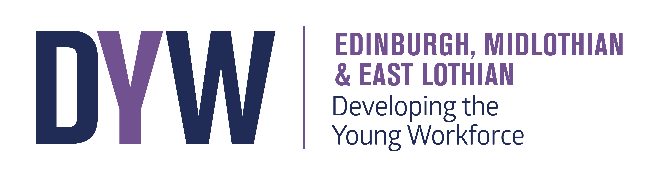 DYW
EDINBURGH, MIDLOTHIAN
& EAST LOTHIAN
Developing the
Young Workforce